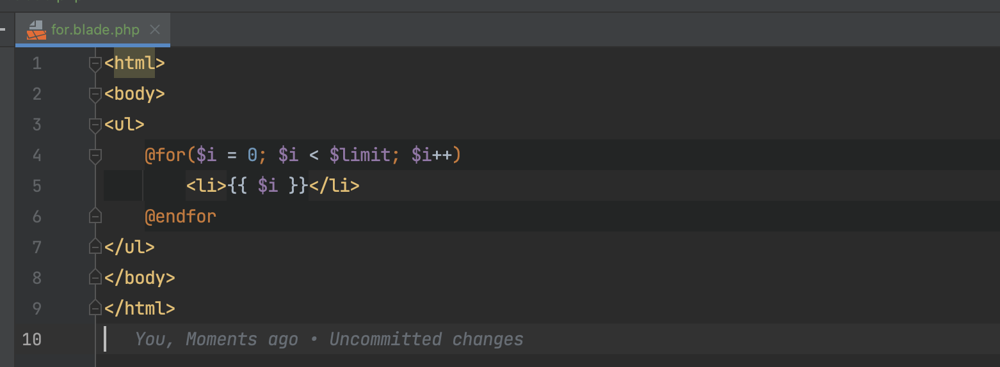 for.blade.php
1 <html>
2 <body>
3 <ul>
4 @for($i = 0; $i < $limit; $i++)
5 <li>{{ $i }}</li>
6 @endfor
7 </ul>
8 </body>
9 </html>
10 You, Moments ago • Uncommitted changes